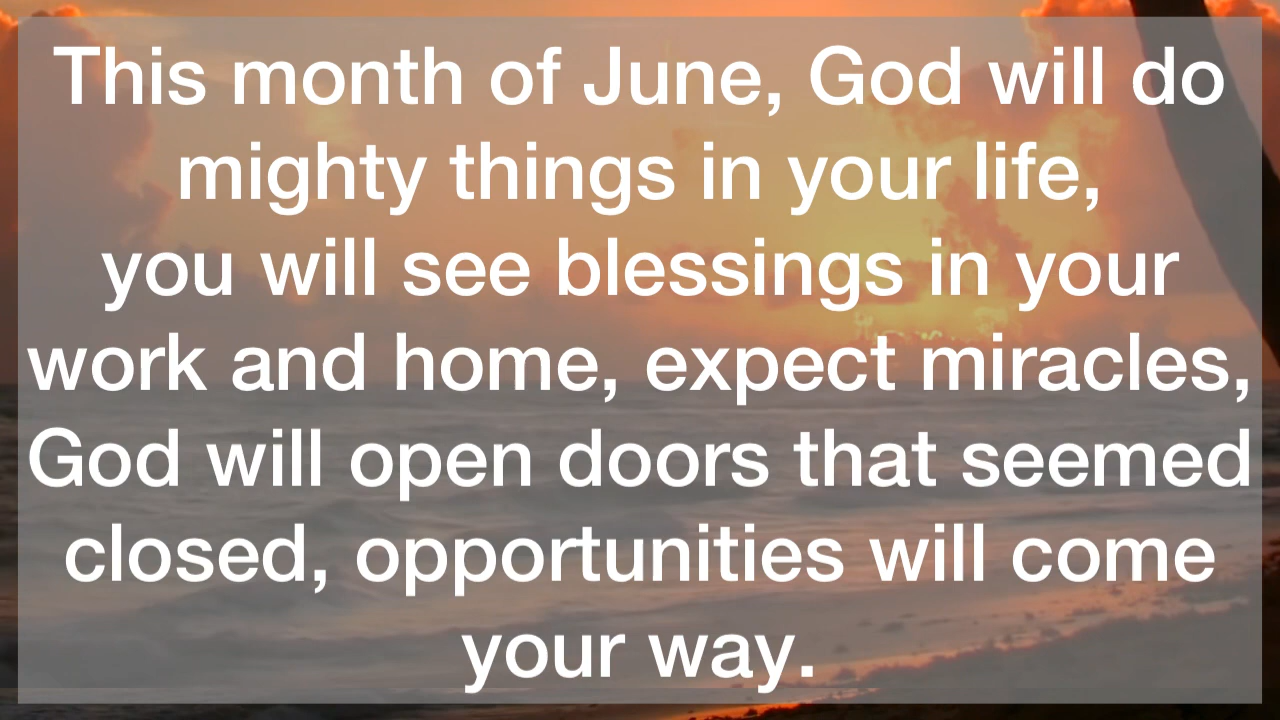 This month of June, God will do
mighty things in your life,
you will see blessings in your
work and home, expect miracles,
God will open doors that seemed
closed, opportunities will come
your way.